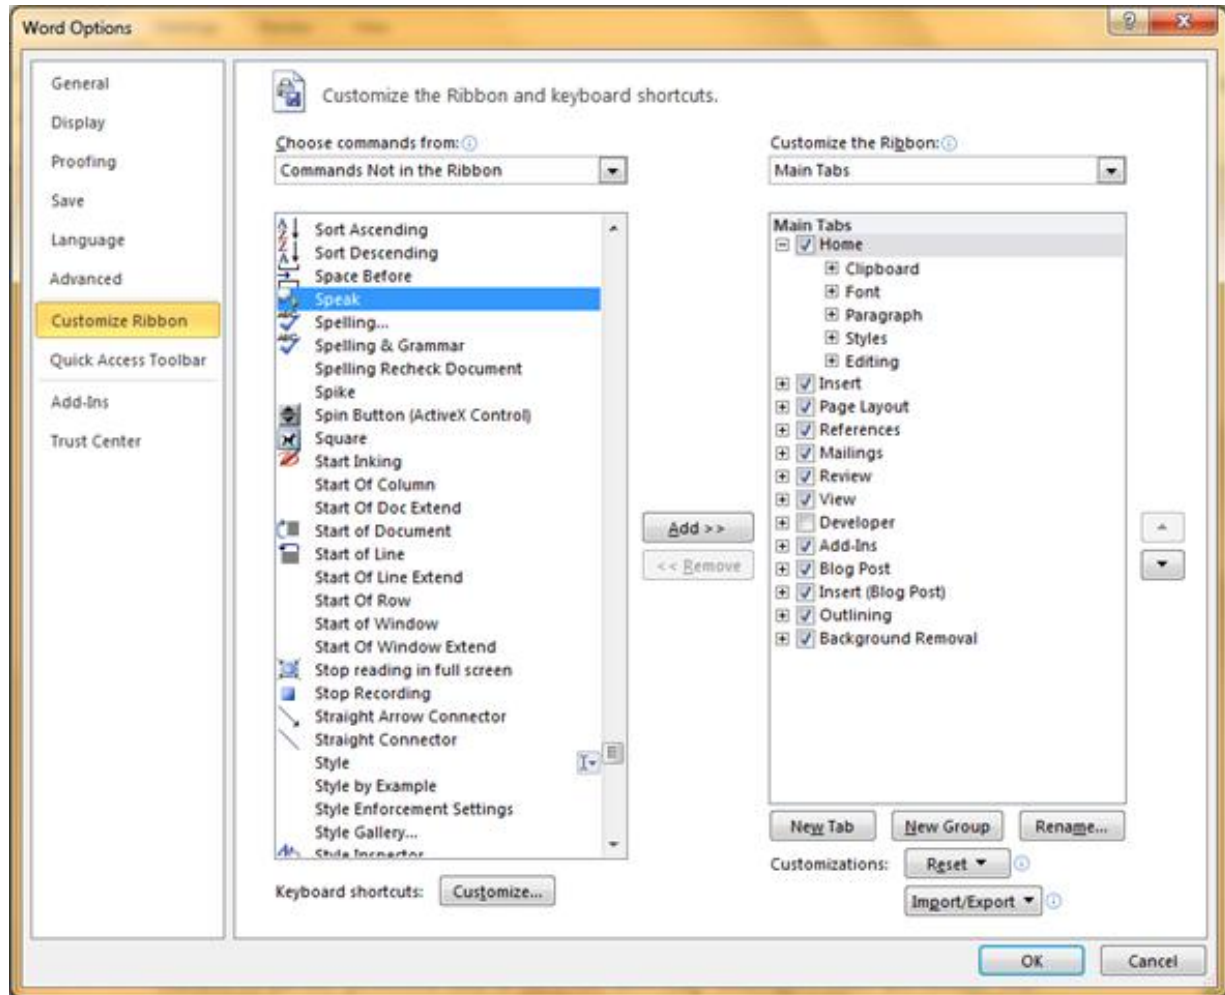 Word Options
General
Display
Proofing
Save
Language
Advanced
Customize Ribbon
Quick Access Toolbar
Add-Ins
Trust Center
Customize the Ribbon and keyboard shortcuts.
Choose commands from:
Commands Not in the Ribbon
Sort Ascending
Sort Descending
Space Before
Speak
Spelling...
Spelling & Grammar
Spelling Recheck Document
Spike
Spin Button (ActiveX Control)
Square
Start Inking
Start Of Column
Start Of Doc Extend
Start of Document
Start of Line
Start Of Line Extend
Start Of Row
Start of Window
Start Of Window Extend
Stop reading in full screen
Stop Recording
Straight Arrow Connector
Straight Connector
Style
Style by Example
Style Enforcement Settings
Style Gallery...
Style Inspector
Keyboard shortcuts: Customize...
Add >>
<< Remove
Customize the Ribbon:
Main Tabs
Main Tabs
Home
Clipboard
Font
Paragraph
Styles
Editing
Insert
Page Layout
References
Mailings
Review
View
Developer
Add-Ins
Blog Post
Insert (Blog Post)
Outlining
Background Removal
New Tab New Group Rename...
Customizations: Reset
Import/Export
OK Cancel